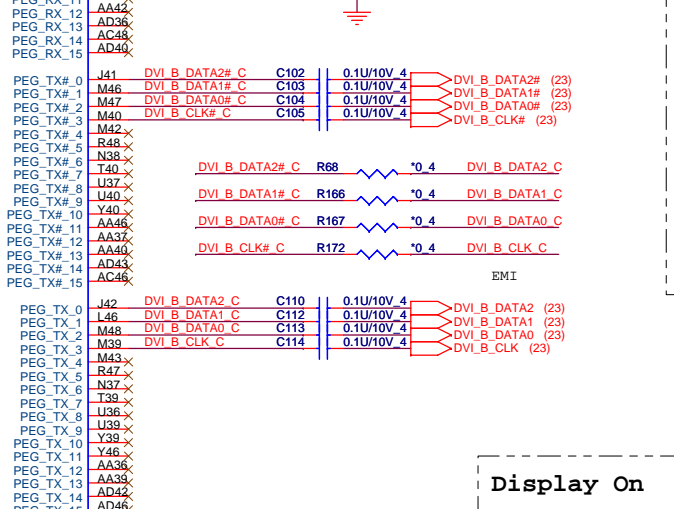 PEG_RX_12 AA42
PEG_RX_13 AD36
PEG_RX_14 AC48
PEG_RX_15 AD40
PEG_TX#_0 J41 DVI_B_DATA2#_C C102 0.1U/10V_4 DVI_B_DATA2# (23)
PEG_TX#_1 M46 DVI_B_DATA1#_C C103 0.1U/10V_4 DVI_B_DATA1# (23)
PEG_TX#_2 M47 DVI_B_DATA0#_C C104 0.1U/10V_4 DVI_B_DATA0# (23)
PEG_TX#_3 M40 DVI_B_CLK#_C C105 0.1U/10V_4 DVI_B_CLK# (23)
PEG_TX#_4 M42
PEG_TX#_5 R48
PEG_TX#_6 N38
PEG_TX#_7 T40 DVI_B_DATA2#_C R68 *0_4 DVI_B_DATA2_C
PEG_TX#_8 U37
PEG_TX#_9 U40 DVI_B_DATA1#_C R166 *0_4 DVI_B_DATA1_C
PEG_TX#_10 Y40
PEG_TX#_11 AA46 DVI_B_DATA0#_C R167 *0_4 DVI_B_DATA0_C
PEG_TX#_12 AA37
PEG_TX#_13 AA40 DVI_B_CLK#_C R172 *0_4 DVI_B_CLK_C
PEG_TX#_14 AD43
PEG_TX#_15 AC46 EMI
PEG_TX_0 J42 DVI_B_DATA2_C C110 0.1U/10V_4 DVI_B_DATA2 (23)
PEG_TX_1 L46 DVI_B_DATA1_C C112 0.1U/10V_4 DVI_B_DATA1 (23)
PEG_TX_2 M48 DVI_B_DATA0_C C113 0.1U/10V_4 DVI_B_DATA0 (23)
PEG_TX_3 M39 DVI_B_CLK_C C114 0.1U/10V_4 DVI_B_CLK (23)
PEG_TX_4 M43
PEG_TX_5 R47
PEG_TX_6 N37
PEG_TX_7 T39
PEG_TX_8 U36
PEG_TX_9 U39
PEG_TX_10 Y39
PEG_TX_11 Y46
PEG_TX_12 AA36
PEG_TX_13 AA39
PEG_TX_14 AD42
PEG_TX_15 AD46
Display On